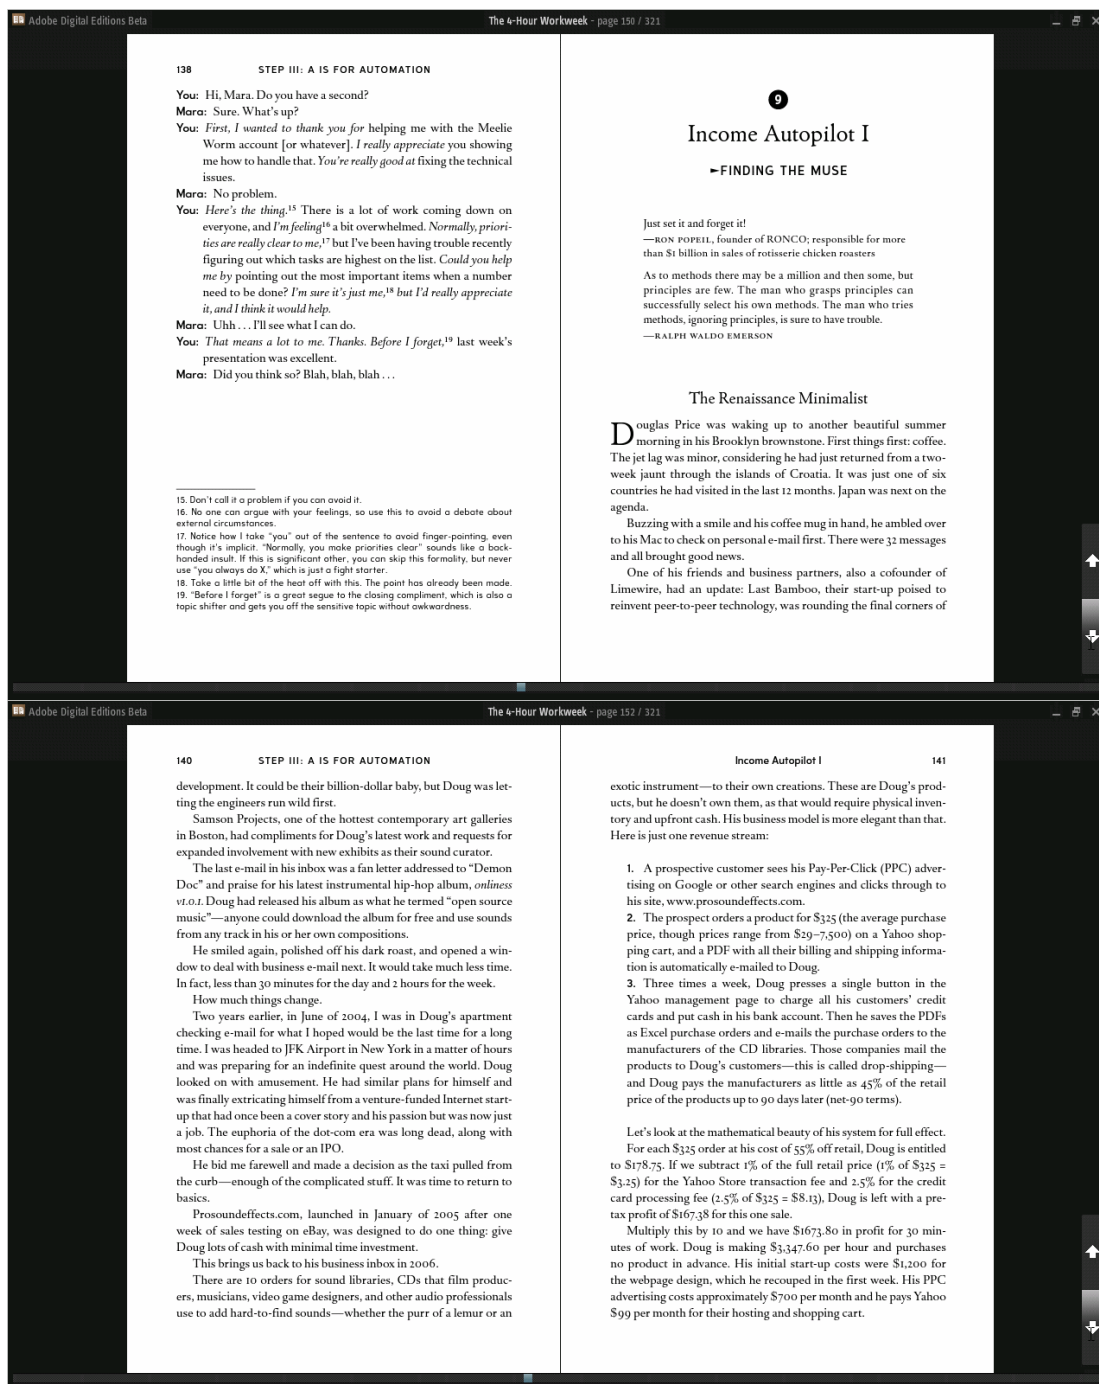 Adobe Digital Editions Beta
The 4-Hour Workweek - page 150 / 321
138 STEP III: A IS FOR AUTOMATION
You: Hi, Mara. Do you have a second?
Mara: Sure. What's up?
You: First, I wanted to thank you for helping me with the Meelie
Worm account [or whatever]. I really appreciate you showing
me how to handle that. You're really good at fixing the technical
issues.
Mara: No problem.
You: Here's the thing.¹⁵ There is a lot of work coming down on
everyone, and I'm feeling¹⁶ a bit overwhelmed. Normally, priori-
ties are really clear to me,¹⁷ but I've been having trouble recently
figuring out which tasks are highest on the list. Could you help
me by pointing out the most important items when a number
need to be done? I'm sure it's just me,¹⁸ but I'd really appreciate
it, and I think it would help.
Mara: Uhh . . . I'll see what I can do.
You: That means a lot to me. Thanks. Before I forget,¹⁹ last week's
presentation was excellent.
Mara: Did you think so? Blah, blah, blah . . .
15. Don't call it a problem if you can avoid it.
16. No one can argue with your feelings, so use this to avoid a debate about
external circumstances.
17. Notice how I take "you" out of the sentence to avoid finger-pointing, even
though it's implicit. "Normally, you make priorities clear" sounds like a back-
handed insult. If this is significant other, you can skip this formality, but never
use "you always do X," which is just a fight starter.
18. Take a little bit of the heat off with this. The point has already been made.
19. "Before I forget" is a great segue to the closing compliment, which is also a
topic shifter and gets you off the sensitive topic without awkwardness.
9
Income Autopilot I
►FINDING THE MUSE
Just set it and forget it!
—RON POPEIL, founder of RONCO; responsible for more
than $1 billion in sales of rotisserie chicken roasters
As to methods there may be a million and then some, but
principles are few. The man who grasps principles can
successfully select his own methods. The man who tries
methods, ignoring principles, is sure to have trouble.
—RALPH WALDO EMERSON
The Renaissance Minimalist
Douglas Price was waking up to another beautiful summer
morning in his Brooklyn brownstone. First things first: coffee.
The jet lag was minor, considering he had just returned from a two-
week jaunt through the islands of Croatia. It was just one of six
countries he had visited in the last 12 months. Japan was next on the
agenda.
Buzzing with a smile and his coffee mug in hand, he ambled over
to his Mac to check on personal e-mail first. There were 32 messages
and all brought good news.
One of his friends and business partners, also a cofounder of
Limewire, had an update: Last Bamboo, their start-up poised to
reinvent peer-to-peer technology, was rounding the final corners of
Adobe Digital Editions Beta
The 4-Hour Workweek - page 152 / 321
140 STEP III: A IS FOR AUTOMATION
development. It could be their billion-dollar baby, but Doug was let-
ting the engineers run wild first.
Samson Projects, one of the hottest contemporary art galleries
in Boston, had compliments for Doug's latest work and requests for
expanded involvement with new exhibits as their sound curator.
The last e-mail in his inbox was a fan letter addressed to "Demon
Doc" and praise for his latest instrumental hip-hop album, onliness
v1.0.1. Doug had released his album as what he termed "open source
music"—anyone could download the album for free and use sounds
from any track in his or her own compositions.
He smiled again, polished off his dark roast, and opened a win-
dow to deal with business e-mail next. It would take much less time.
In fact, less than 30 minutes for the day and 2 hours for the week.
How much things change.
Two years earlier, in June of 2004, I was in Doug's apartment
checking e-mail for what I hoped would be the last time for a long
time. I was headed to JFK Airport in New York in a matter of hours
and was preparing for an indefinite quest around the world. Doug
looked on with amusement. He had similar plans for himself and
was finally extricating himself from a venture-funded Internet start-
up that had once been a cover story and his passion but was now just
a job. The euphoria of the dot-com era was long dead, along with
most chances for a sale or an IPO.
He bid me farewell and made a decision as the taxi pulled from
the curb—enough of the complicated stuff. It was time to return to
basics.
Prosoundeffects.com, launched in January of 2005 after one
week of sales testing on eBay, was designed to do one thing: give
Doug lots of cash with minimal time investment.
This brings us back to his business inbox in 2006.
There are 10 orders for sound libraries, CDs that film produc-
ers, musicians, video game designers, and other audio professionals
use to add hard-to-find sounds—whether the purr of a lemur or an
Income Autopilot I 141
exotic instrument—to their own creations. These are Doug's prod-
ucts, but he doesn't own them, as that would require physical inven-
tory and upfront cash. His business model is more elegant than that.
Here is just one revenue stream:
1. A prospective customer sees his Pay-Per-Click (PPC) adver-
tising on Google or other search engines and clicks through to
his site, www.prosoundeffects.com.
2. The prospect orders a product for $325 (the average purchase
price, though prices range from $29–7,500) on a Yahoo shop-
ping cart, and a PDF with all their billing and shipping informa-
tion is automatically e-mailed to Doug.
3. Three times a week, Doug presses a single button in the
Yahoo management page to charge all his customers' credit
cards and put cash in his bank account. Then he saves the PDFs
as Excel purchase orders and e-mails the purchase orders to the
manufacturers of the CD libraries. Those companies mail the
products to Doug's customers—this is called drop-shipping—
and Doug pays the manufacturers as little as 45% of the retail
price of the products up to 90 days later (net-90 terms).
Let's look at the mathematical beauty of his system for full effect.
For each $325 order at his cost of 55% off retail, Doug is entitled
to $178.75. If we subtract 1% of the full retail price (1% of $325 =
$3.25) for the Yahoo Store transaction fee and 2.5% for the credit
card processing fee (2.5% of $325 = $8.13), Doug is left with a pre-
tax profit of $167.38 for this one sale.
Multiply this by 10 and we have $1673.80 in profit for 30 min-
utes of work. Doug is making $3,347.60 per hour and purchases
no product in advance. His initial start-up costs were $1,200 for
the webpage design, which he recouped in the first week. His PPC
advertising costs approximately $700 per month and he pays Yahoo
$99 per month for their hosting and shopping cart.